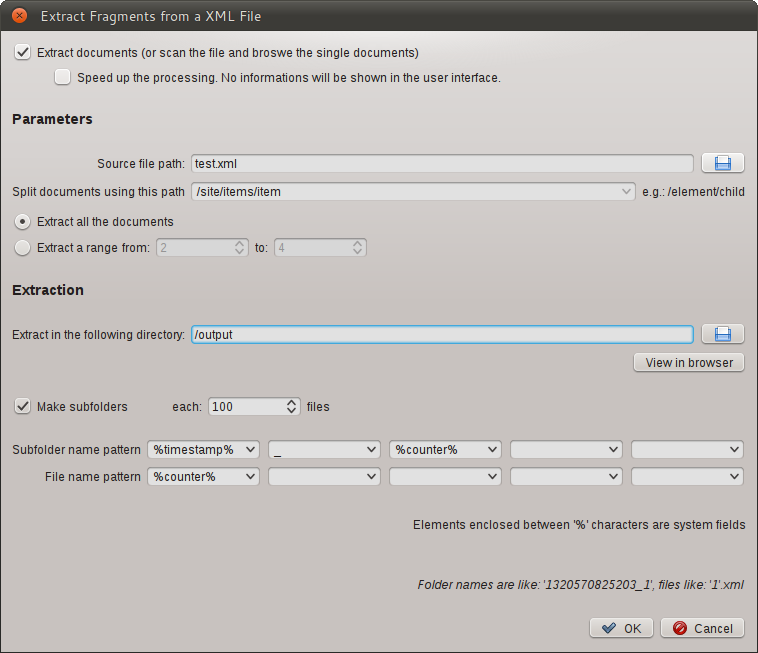 Extract Fragments from a XML File
Extract documents (or scan the file and broswe the single documents)
Speed up the processing. No informations will be shown in the user interface.
Parameters
Source file path: test.xml
Split documents using this path /site/items/item e.g.: /element/child
Extract all the documents
Extract a range from: 2 to: 4
Extraction
Extract in the following directory: /output
View in browser
Make subfolders each: 100 files
Subfolder name pattern %timestamp% _ %counter%
File name pattern %counter%
Elements enclosed between '%' characters are system fields
Folder names are like: '1320570825203_1', files like: '1'.xml
OK Cancel